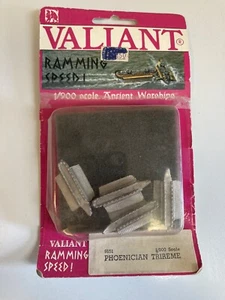 VALIANT ®
RAMMING
SPEED!
1/900 scale Ancient Warships
VALIANT
RAMMING
SPEED!
1/900 Scale
PHOENICIAN TRIREME